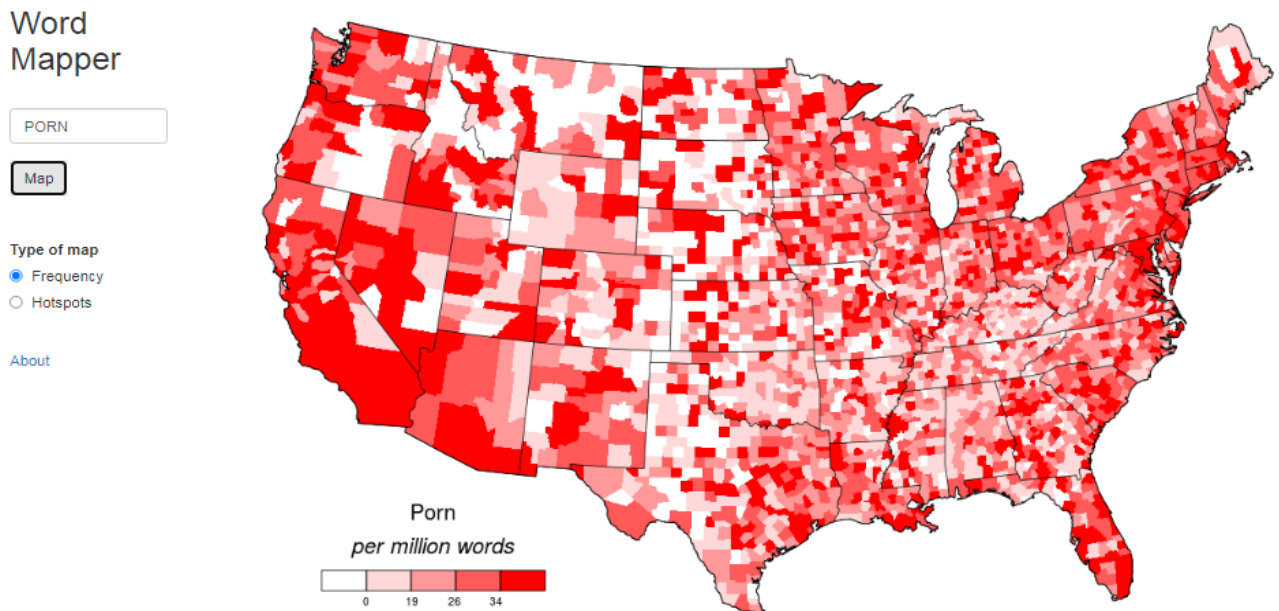 Word
Mapper
PORN
Map
Type of map
Frequency
Hotspots
About
Porn
per million words
0 19 26 34